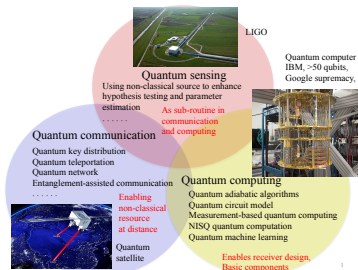 LIGO
Quantum computer
IBM, >50 qubits,
Google supremacy,
Quantum sensing
Using non-classical source to enhance
hypothesis testing and parameter
estimation
. . . . . .
As sub-routine in
communication
and computing
Quantum communication
Quantum key distribution
Quantum teleportation
Quantum network
Entanglement-assisted communication
. . . . . .
Enabling
non-classical
resource
at distance
Quantum
satellite
Quantum computing
Quantum adiabatic algorithms
Quantum circuit model
Measurement-based quantum computing
NISQ quantum computation
Quantum machine learning
Enables receiver design,
Basic components